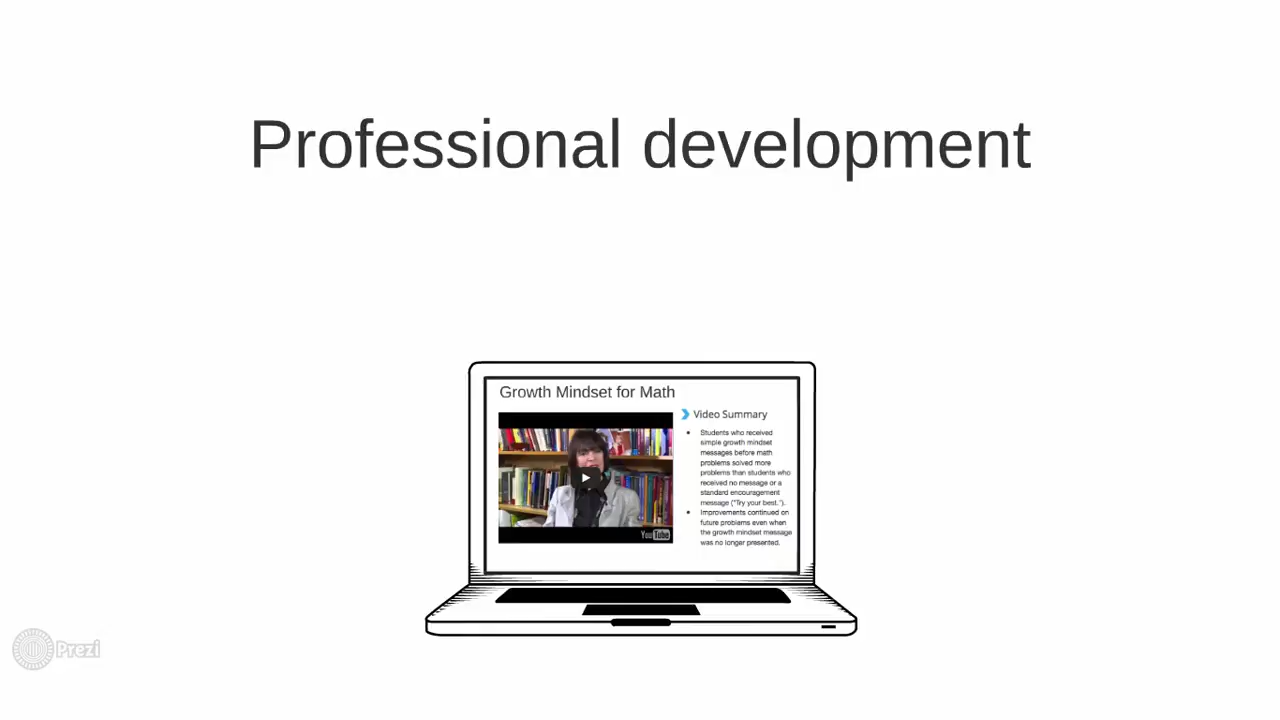 Professional development
Growth Mindset for Math
Video Summary
• Students who received
simple growth mindset
messages before math
problems solved more
problems than students who
received no message or a
standard encouragement
message ("Try your best.").
• Improvements continued on
future problems even when
the growth mindset message
was no longer presented.
YouTube
Prezi